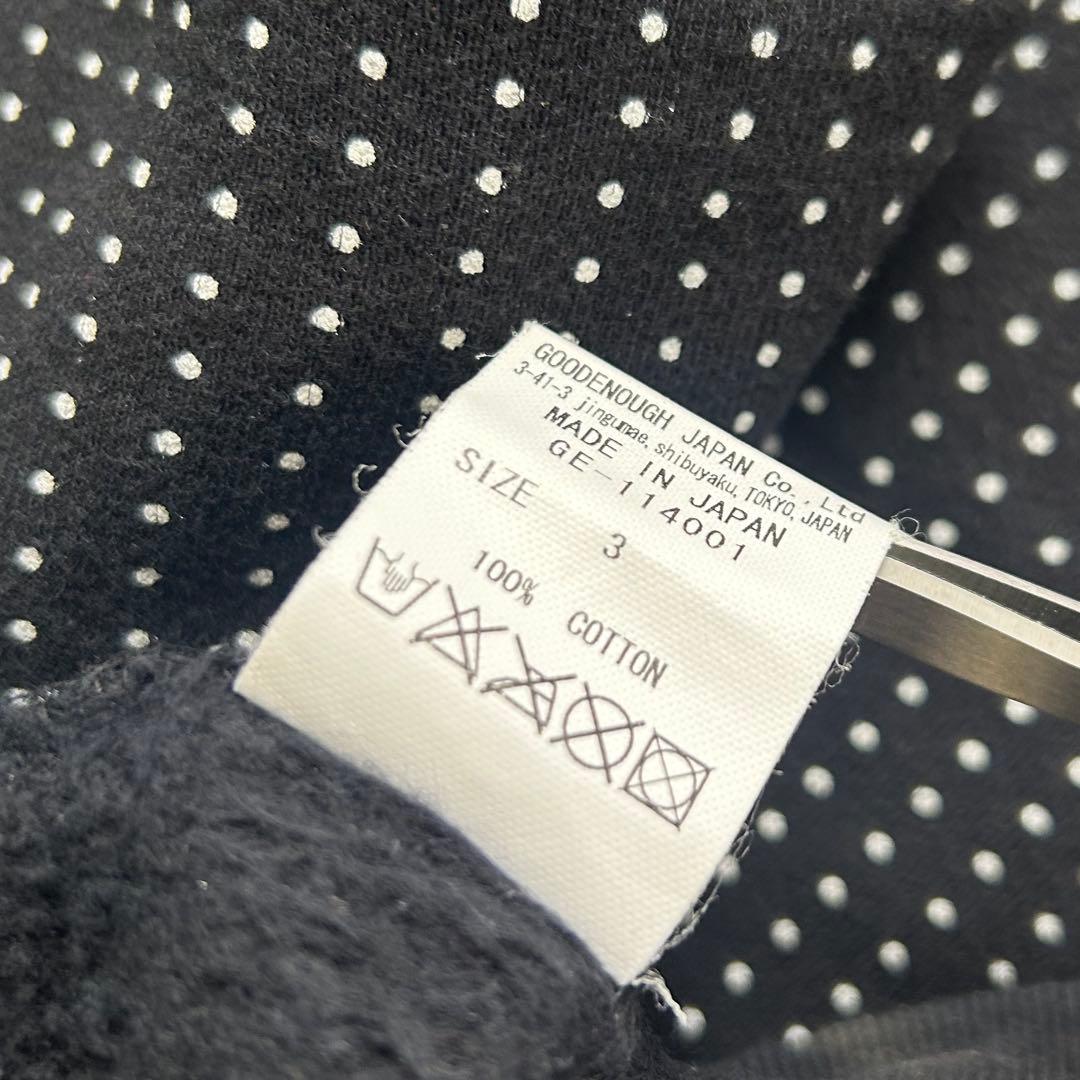 GOODENOUGH JAPAN Co., Ltd
3-41-3 jingumae, shibuyaku, TOKYO, JAPAN
MADE IN JAPAN
GE-114001
SIZE 3
100% COTTON